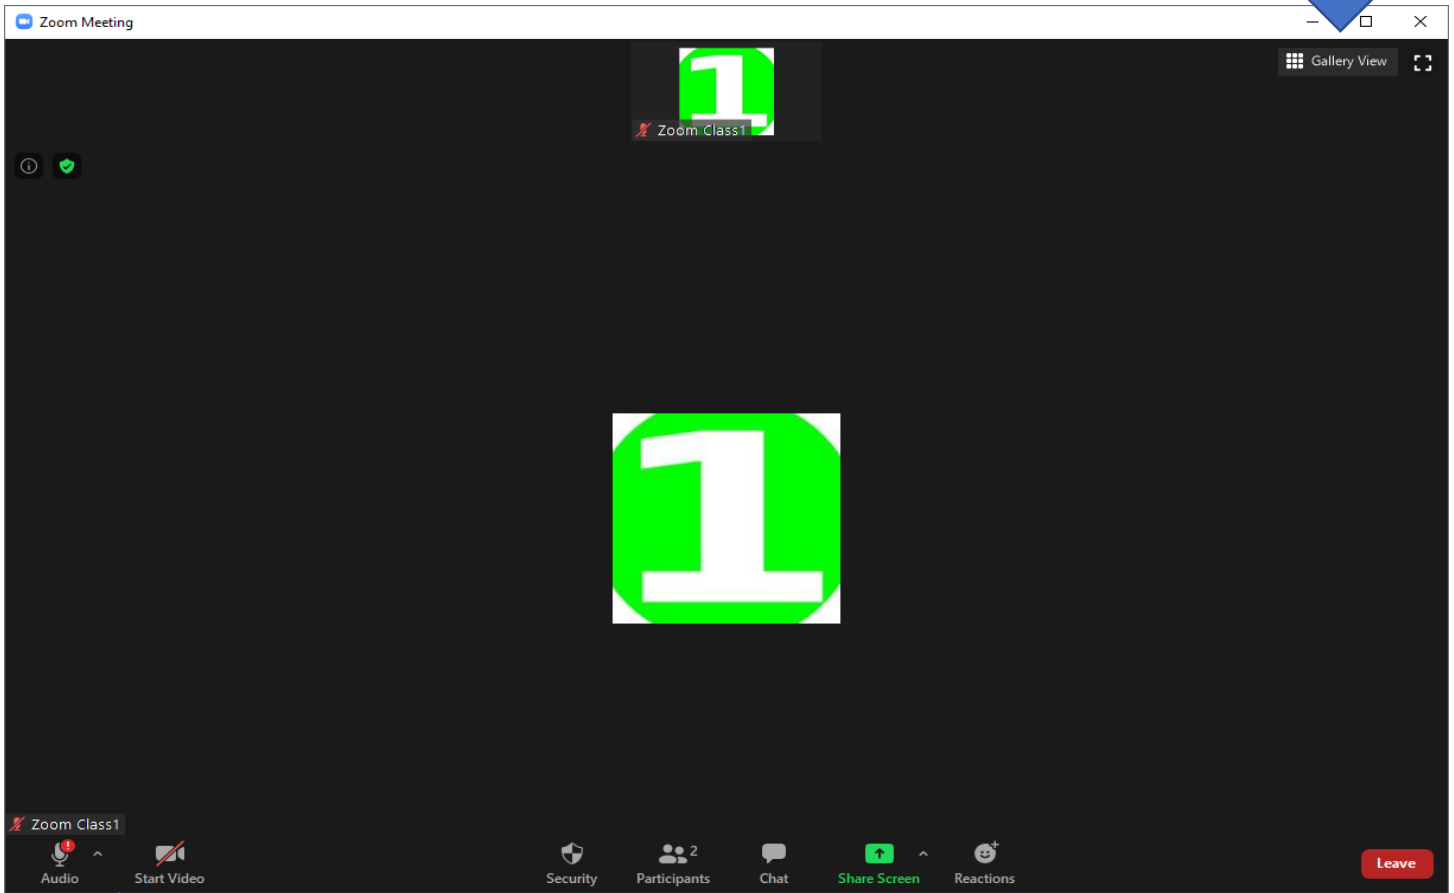 Zoom Meeting
Gallery View
1
Zoom Class1
1
Zoom Class1
Audio
Start Video
Security
Participants 2
Chat
Share Screen
Reactions
Leave